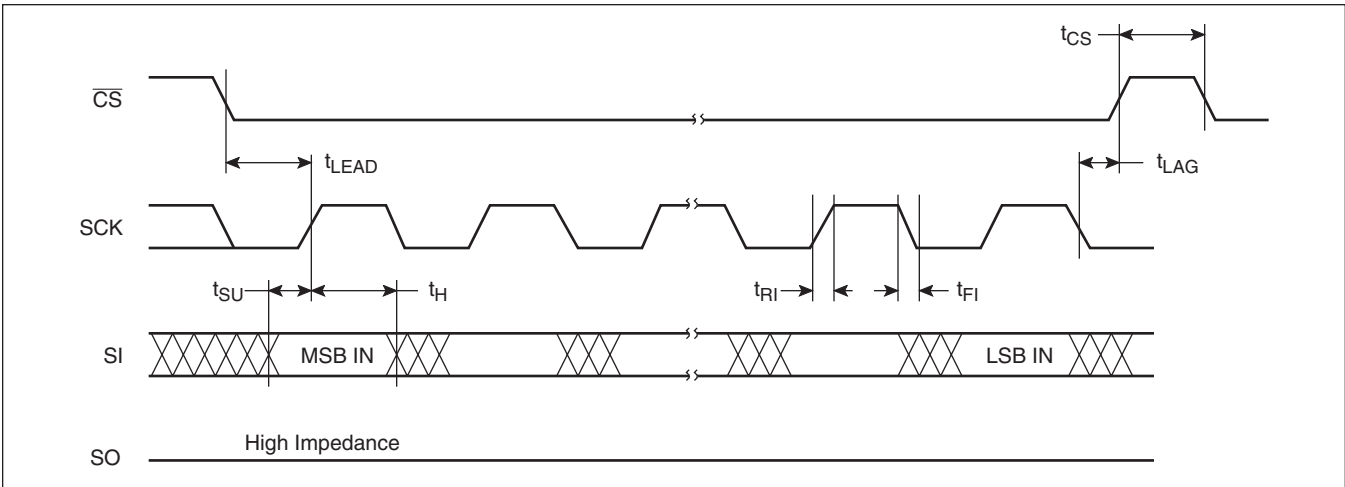 tCS
CS
tLEAD
tLAG
SCK
tSU
tH
tRI
tFI
SI
MSB IN
LSB IN
High Impedance
SO